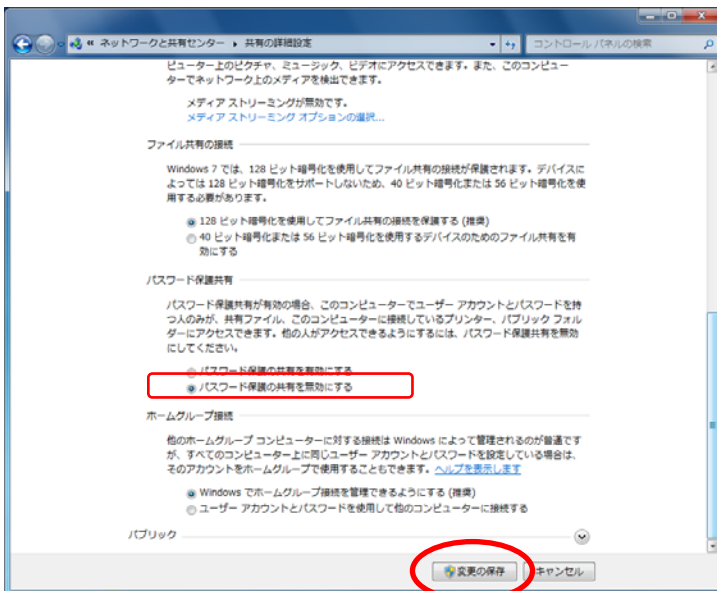 « ネットワークと共有センター ▸ 共有の詳細設定
コントロール パネルの検索
ピューター上のピクチャ、ミュージック、ビデオにアクセスできます。また、このコンピュー
ターでネットワーク上のメディアを検出できます。
メディア ストリーミングが無効です。
メディア ストリーミング オプションの選択...
ファイル共有の接続
Windows 7 では、128 ビット暗号化を使用してファイル共有の接続が保護されます。デバイスに
よっては 128 ビット暗号化をサポートしないため、40 ビット暗号化または 56 ビット暗号化を使
用する必要があります。
128 ビット暗号化を使用してファイル共有の接続を保護する (推奨)
40 ビット暗号化または 56 ビット暗号化を使用するデバイスのためのファイル共有を有
効にする
パスワード保護共有
パスワード保護共有が有効の場合、このコンピューターでユーザー アカウントとパスワードを持
つ人のみが、共有ファイル、このコンピューターに接続しているプリンター、パブリック フォル
ダーにアクセスできます。他の人がアクセスできるようにするには、パスワード保護共有を無効
にしてください。
パスワード保護の共有を有効にする
パスワード保護の共有を無効にする
ホームグループ接続
他のホームグループ コンピューターに対する接続は Windows によって管理されるのが普通です
が、すべてのコンピューター上に同じユーザー アカウントとパスワードを設定している場合は、
そのアカウントをホームグループで使用することもできます。ヘルプを表示します
Windows でホームグループ接続を管理できるようにする (推奨)
ユーザー アカウントとパスワードを使用して他のコンピューターに接続する
パブリック
変更の保存
キャンセル